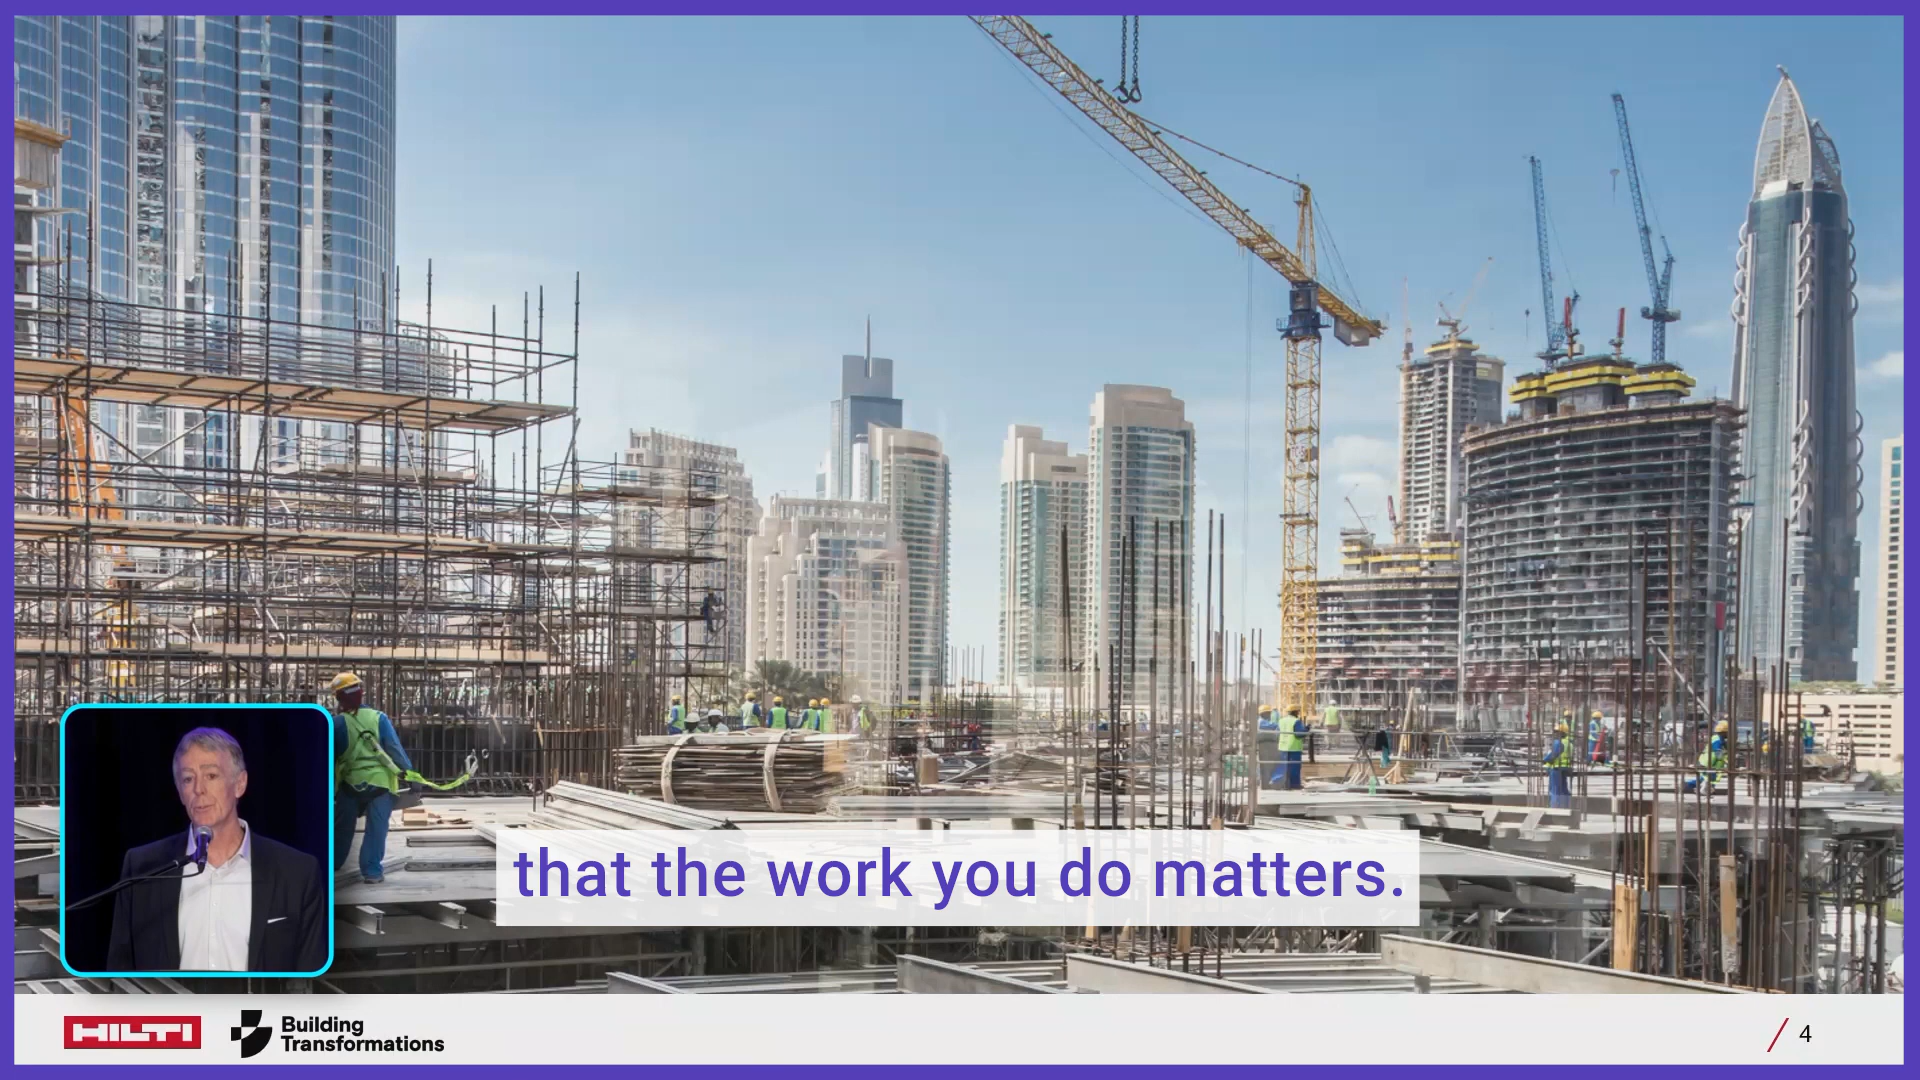 that the work you do matters.
HILTI
Building
Transformations
4